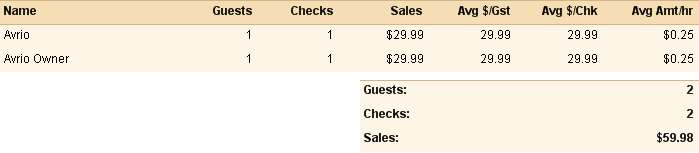 Name Guests Checks Sales Avg $/Gst Avg $/Chk Avg Amt/hr
Avrio 1 1 $29.99 29.99 29.99 $0.25
Avrio Owner 1 1 $29.99 29.99 29.99 $0.25
Guests: 2
Checks: 2
Sales: $59.98